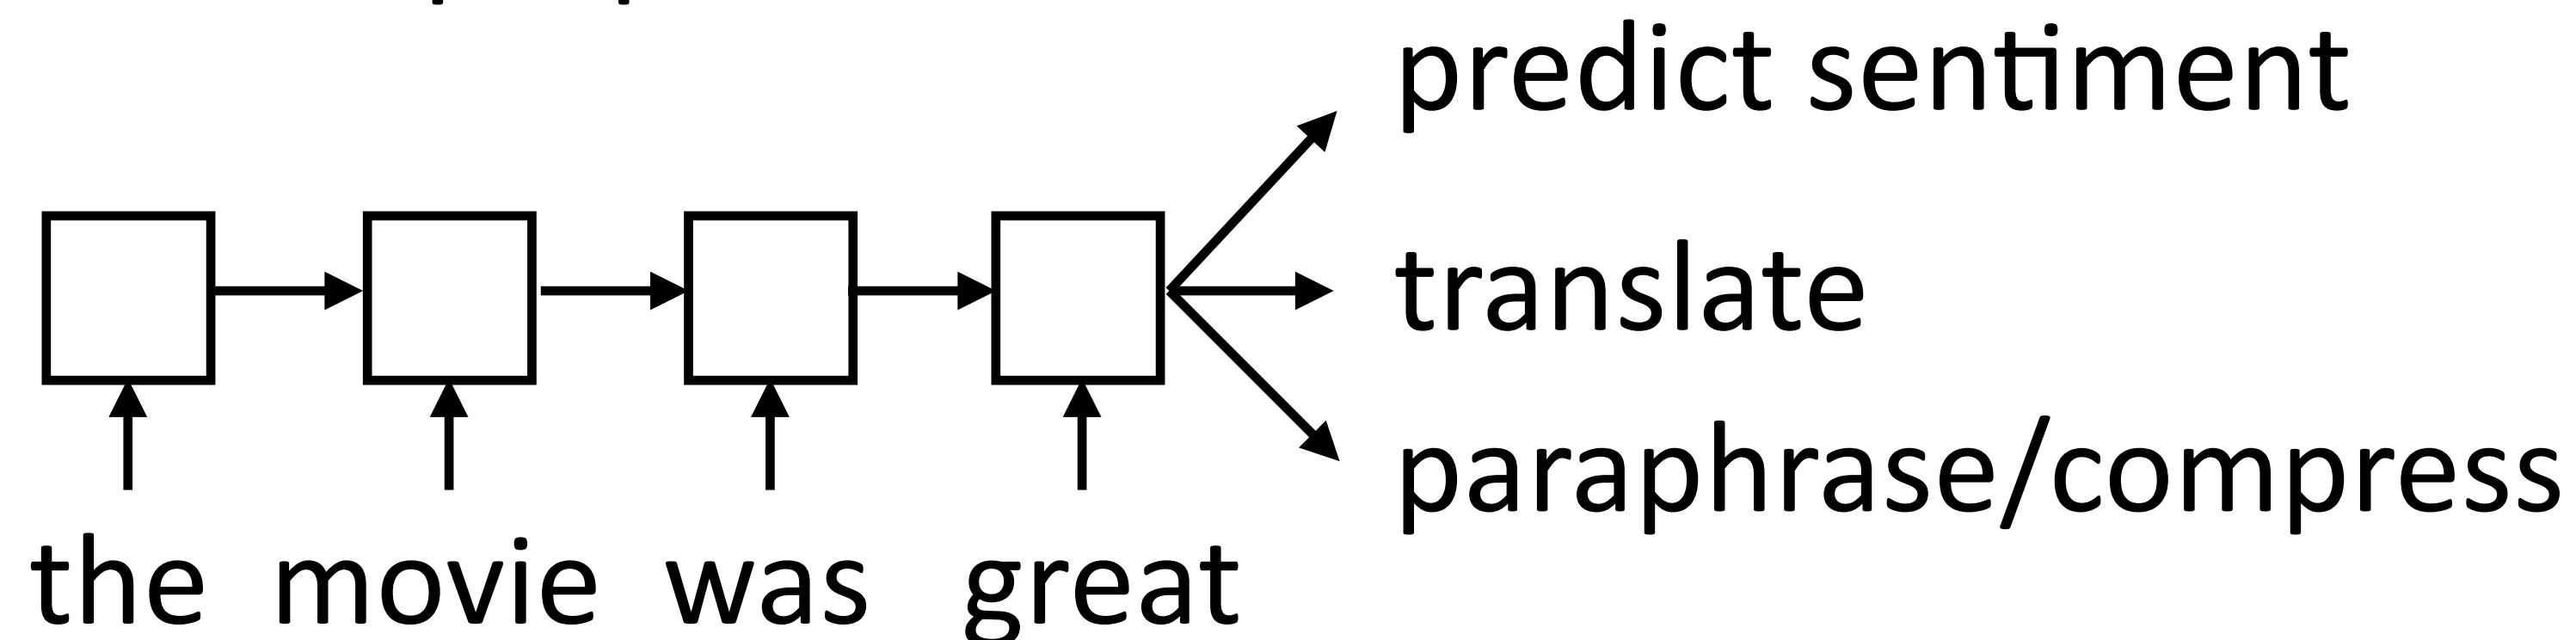 predict sentiment
translate
paraphrase/compress
the movie was great